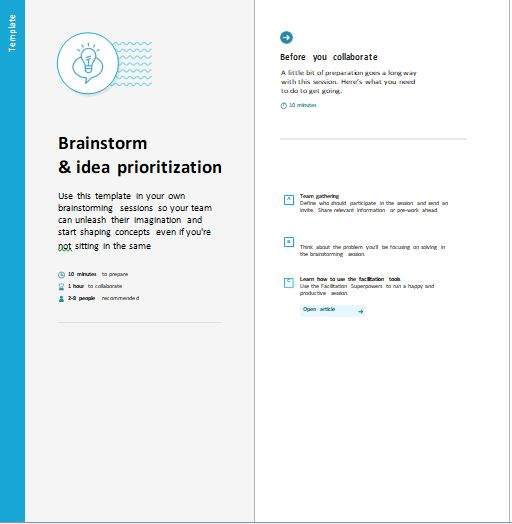 Template
Brainstorm
& idea prioritization
Use this template in your own
brainstorming sessions so your team
can unleash their imagination and
start shaping concepts even if you're
not sitting in the same
10 minutes to prepare
1 hour to collaborate
2-8 people recommended
Before you collaborate
A little bit of preparation goes a long way
with this session. Here's what you need
to do to get going.
10 minutes
A
Team gathering
Define who should participate in the session and send an
invite. Share relevant information or pre-work ahead.
B
Think about the problem you'll be focusing on solving in
the brainstorming session.
C
Learn how to use the facilitation tools
Use the Facilitation Superpowers to run a happy and
productive session.
Open article